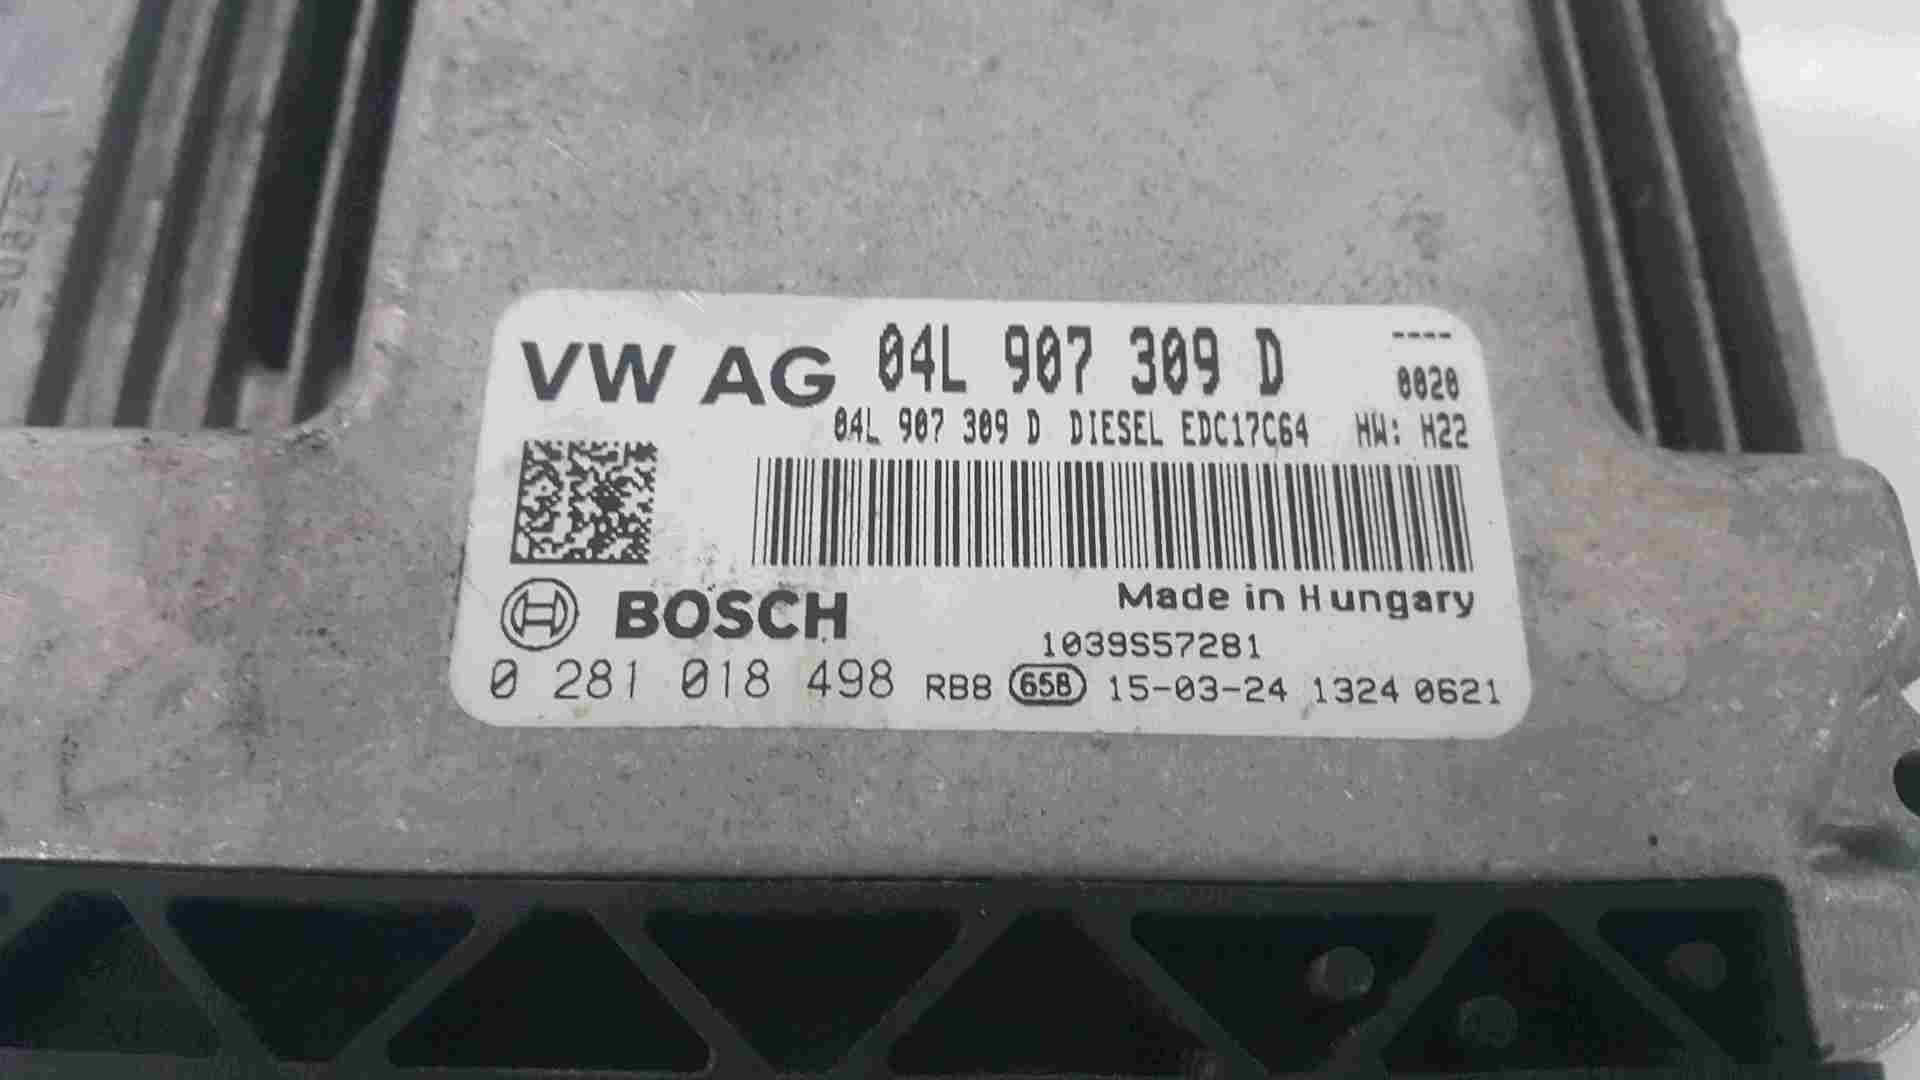 VW AG 04L 907 309 D ----
0020
04L 907 309 D DIESEL EDC17C64 HW: H22
Made in Hungary
BOSCH
1039S57281
0 281 018 498 RB8 65B 15-03-24 1324 0621